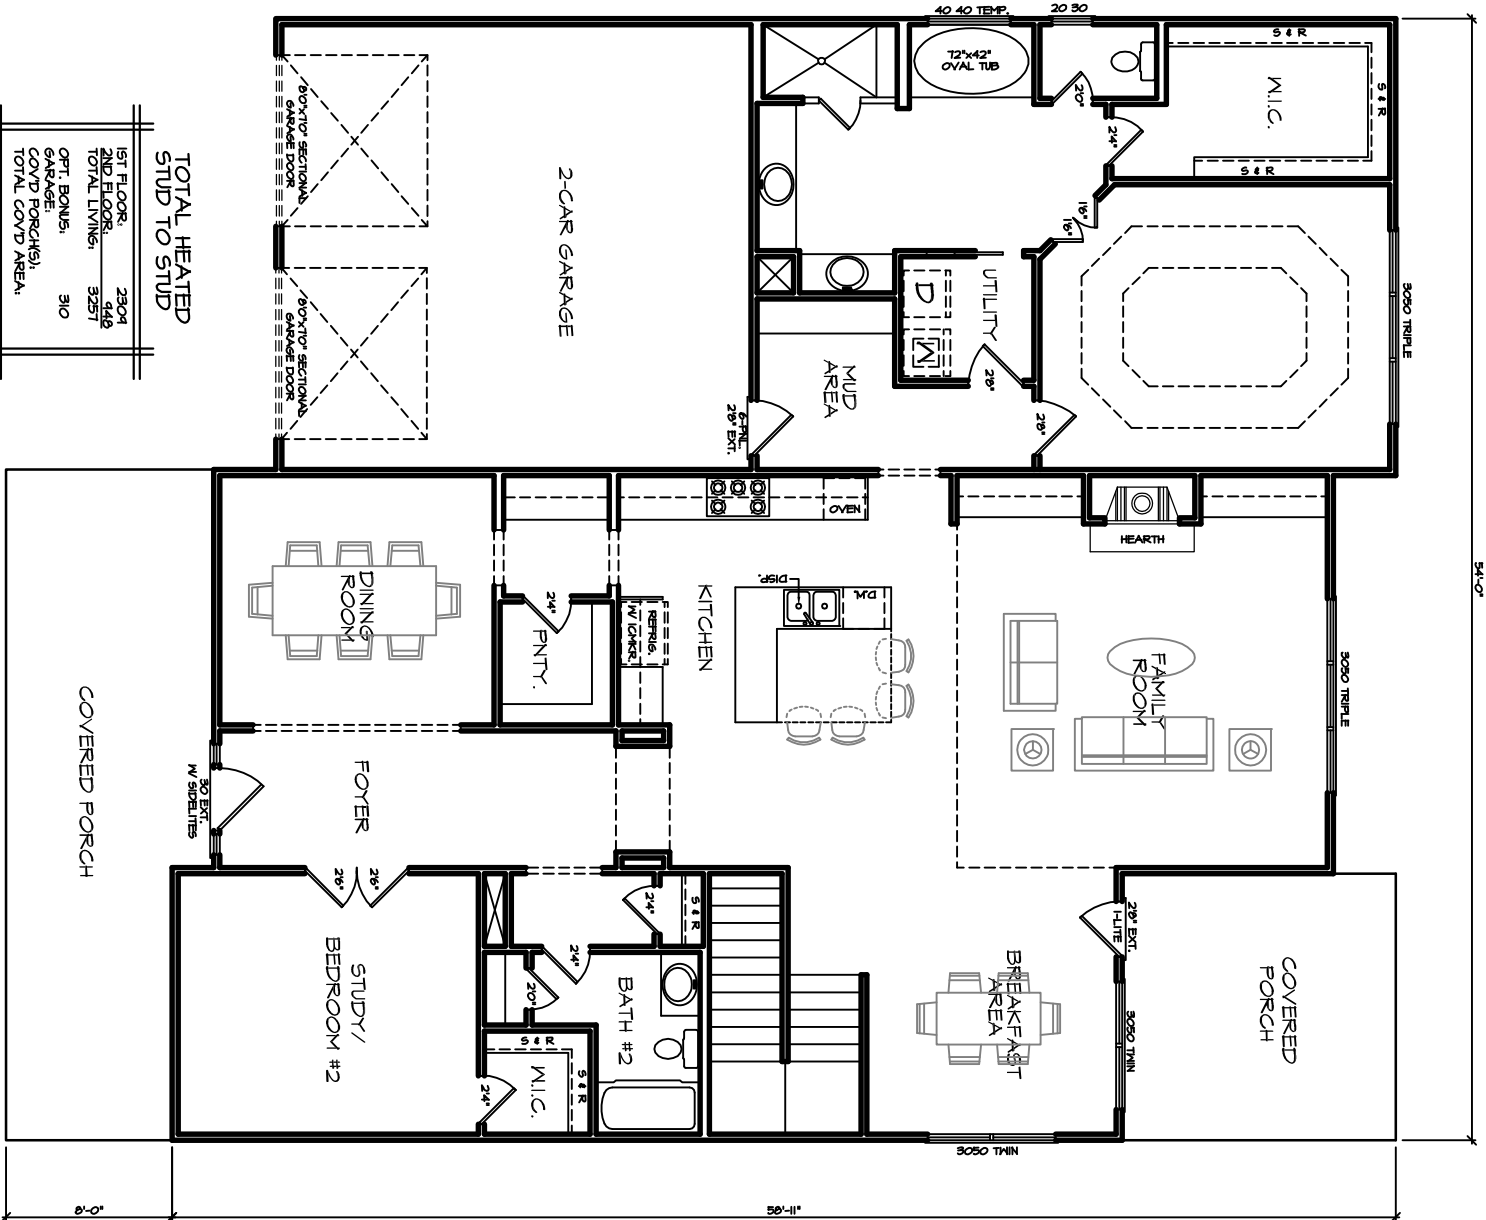 40 40 TEMP.
20 30
S & R
72"x42"
OVAL TUB
2'0"
W.I.C.
S & R
2'4"
S & R
1'6"
1'6"
3050 TRIPLE
8'0"x7'0" SECTIONAL
GARAGE DOOR
2-CAR GARAGE
UTILITY
D
W
2'8"
8'0"x7'0" SECTIONAL
GARAGE DOOR
MUD
AREA
6-PNL.
2'8" EXT.
2'8"
TOTAL HEATED
STUD TO STUD
1ST FLOOR: 2309
2ND FLOOR: 948
TOTAL LIVING: 3257
OPT. BONUS: 310
GARAGE:
COV'D PORCH(S):
TOTAL COV'D AREA:
OVEN
HEARTH
54'-0"
DINING
ROOM
2'4"
PNTY.
REFRIG.
W/ ICMKR.
KITCHEN
DISP.
D.W.
FAMILY
ROOM
3050 TRIPLE
COVERED PORCH
30 EXT.
W/ SIDELITES
FOYER
2'6"
2'6"
2'4"
S & R
2'8" EXT.
1-LITE
STUDY/
BEDROOM #2
2'4"
2'0"
BATH #2
S & R
S & R
W.I.C.
2'4"
BREAKFAST
AREA
3050 TWIN
COVERED
PORCH
3050 TWIN
8'-0"
58'-11"